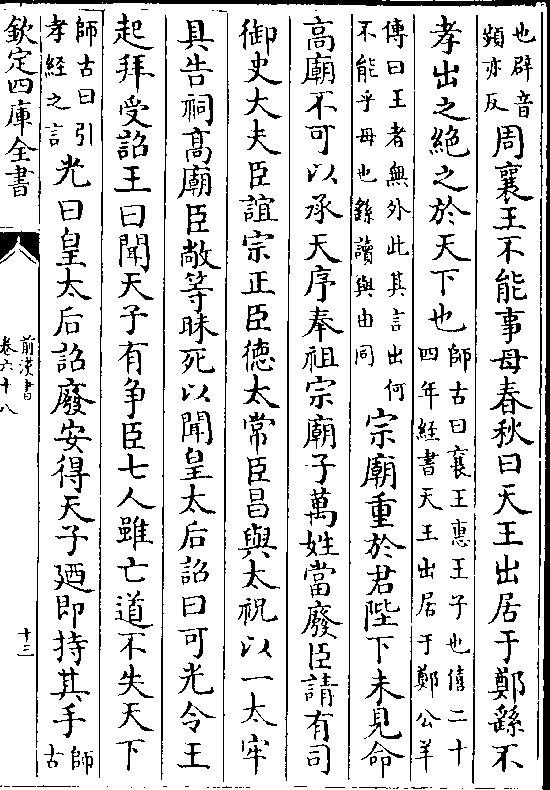 也辟音
頻亦反
周襄王不能事母春秋曰天王出居于鄭繇不
孝出之絶之於天下也
師古曰襄王惠王子也僖二十
四年經書天王出居于鄭公羊
傳曰王者無外此其言出何
不能乎母也繇讀與由同
宗廟重於君陛下未見命
高廟不可以承天序奉祖宗廟子萬姓當廢臣請有司
御史大夫臣誼宗正臣德太常臣昌與太祝以一太牢
具告祠高廟臣敞等昧死以聞皇太后詔曰可光令王
起拜受詔王曰聞天子有爭臣七人雖亡道不失天下
師古曰引
孝經之言
光曰皇太后詔廢安得天子廼即持其手
師
古
欽定四庫全書
前漢書
卷六十八
十三